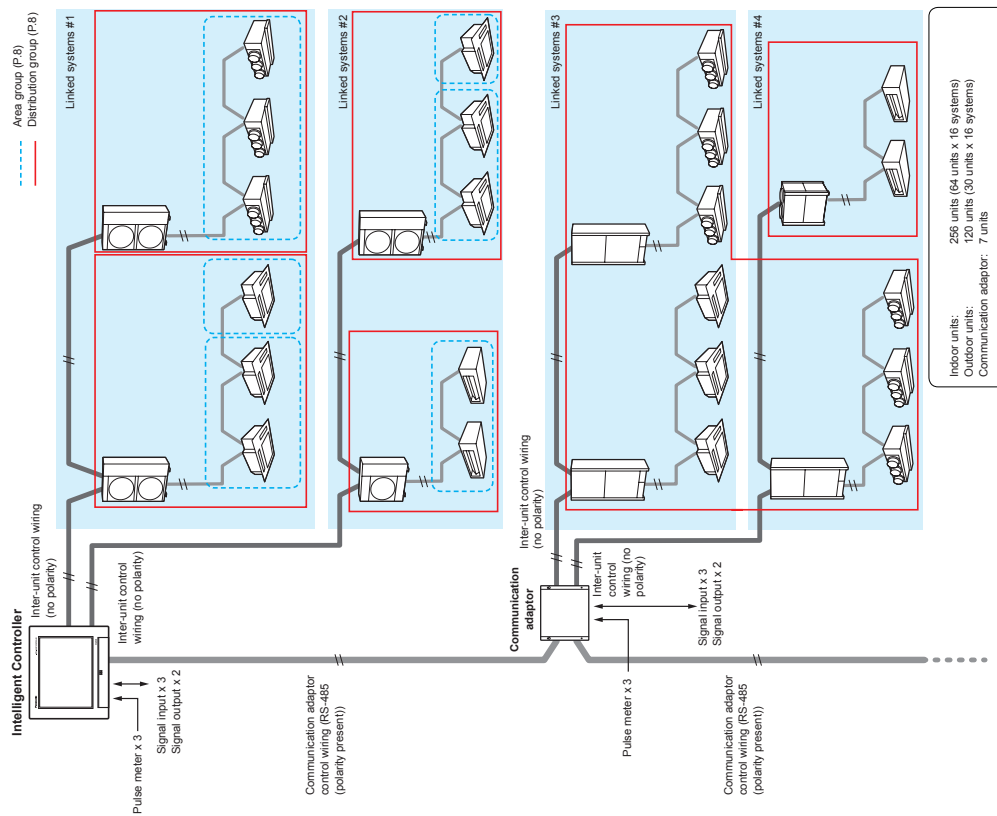 Area group (P.8)
Distribution group (P.8)
Intelligent Controller
Inter-unit control wiring
(no polarity)
Linked systems #1
Inter-unit control
wiring (no polarity)
Signal input x 3
Signal output x 2
Pulse meter x 3
Linked systems #2
Communication adaptor
control wiring (RS-485
(polarity present))
Communication
adaptor
Inter-unit control wiring
(no polarity)
Linked systems #3
Inter-unit
control
wiring (no
polarity)
Signal input x 3
Signal output x 2
Pulse meter x 3
Linked systems #4
Communication adaptor
control wiring (RS-485
(polarity present))
Indoor units: 256 units (64 units x 16 systems)
Outdoor units: 120 units (30 units x 16 systems)
Communication adaptor: 7 units